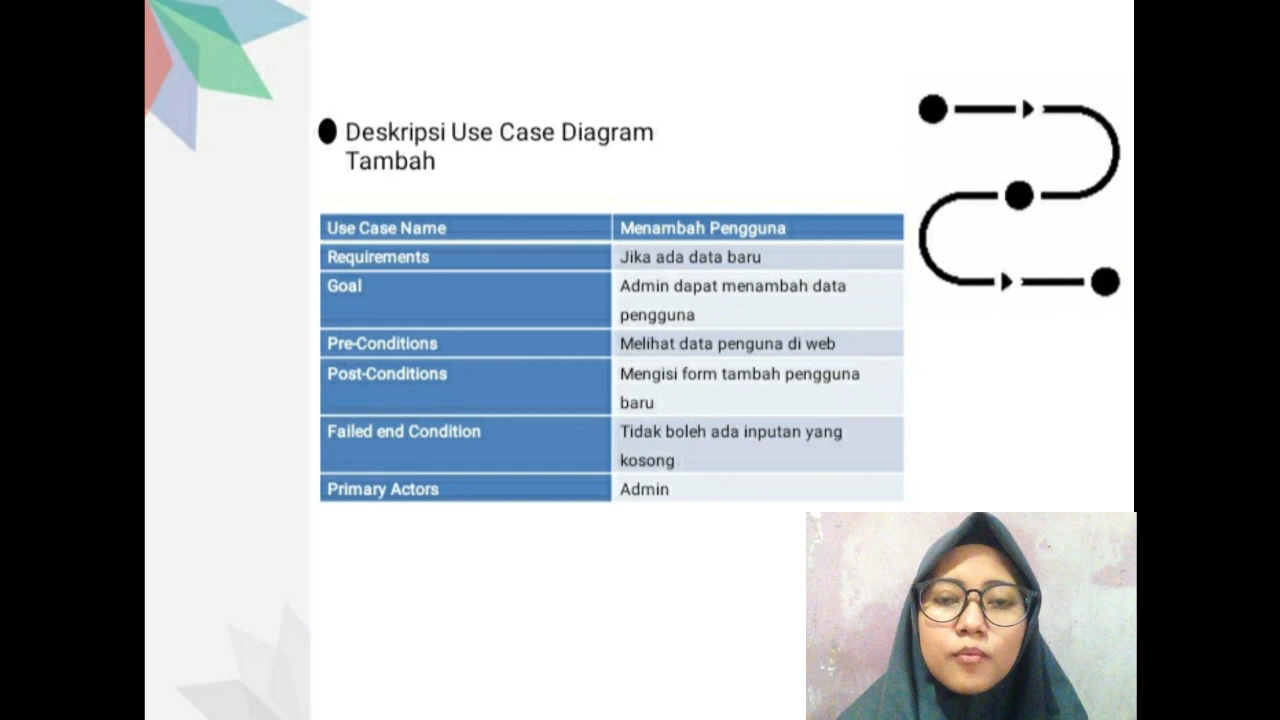 Deskripsi Use Case Diagram
Tambah
Use Case Name Menambah Pengguna
Requirements Jika ada data baru
Goal Admin dapat menambah data
pengguna
Pre-Conditions Melihat data penguna di web
Post-Conditions Mengisi form tambah pengguna
baru
Failed end Condition Tidak boleh ada inputan yang
kosong
Primary Actors Admin